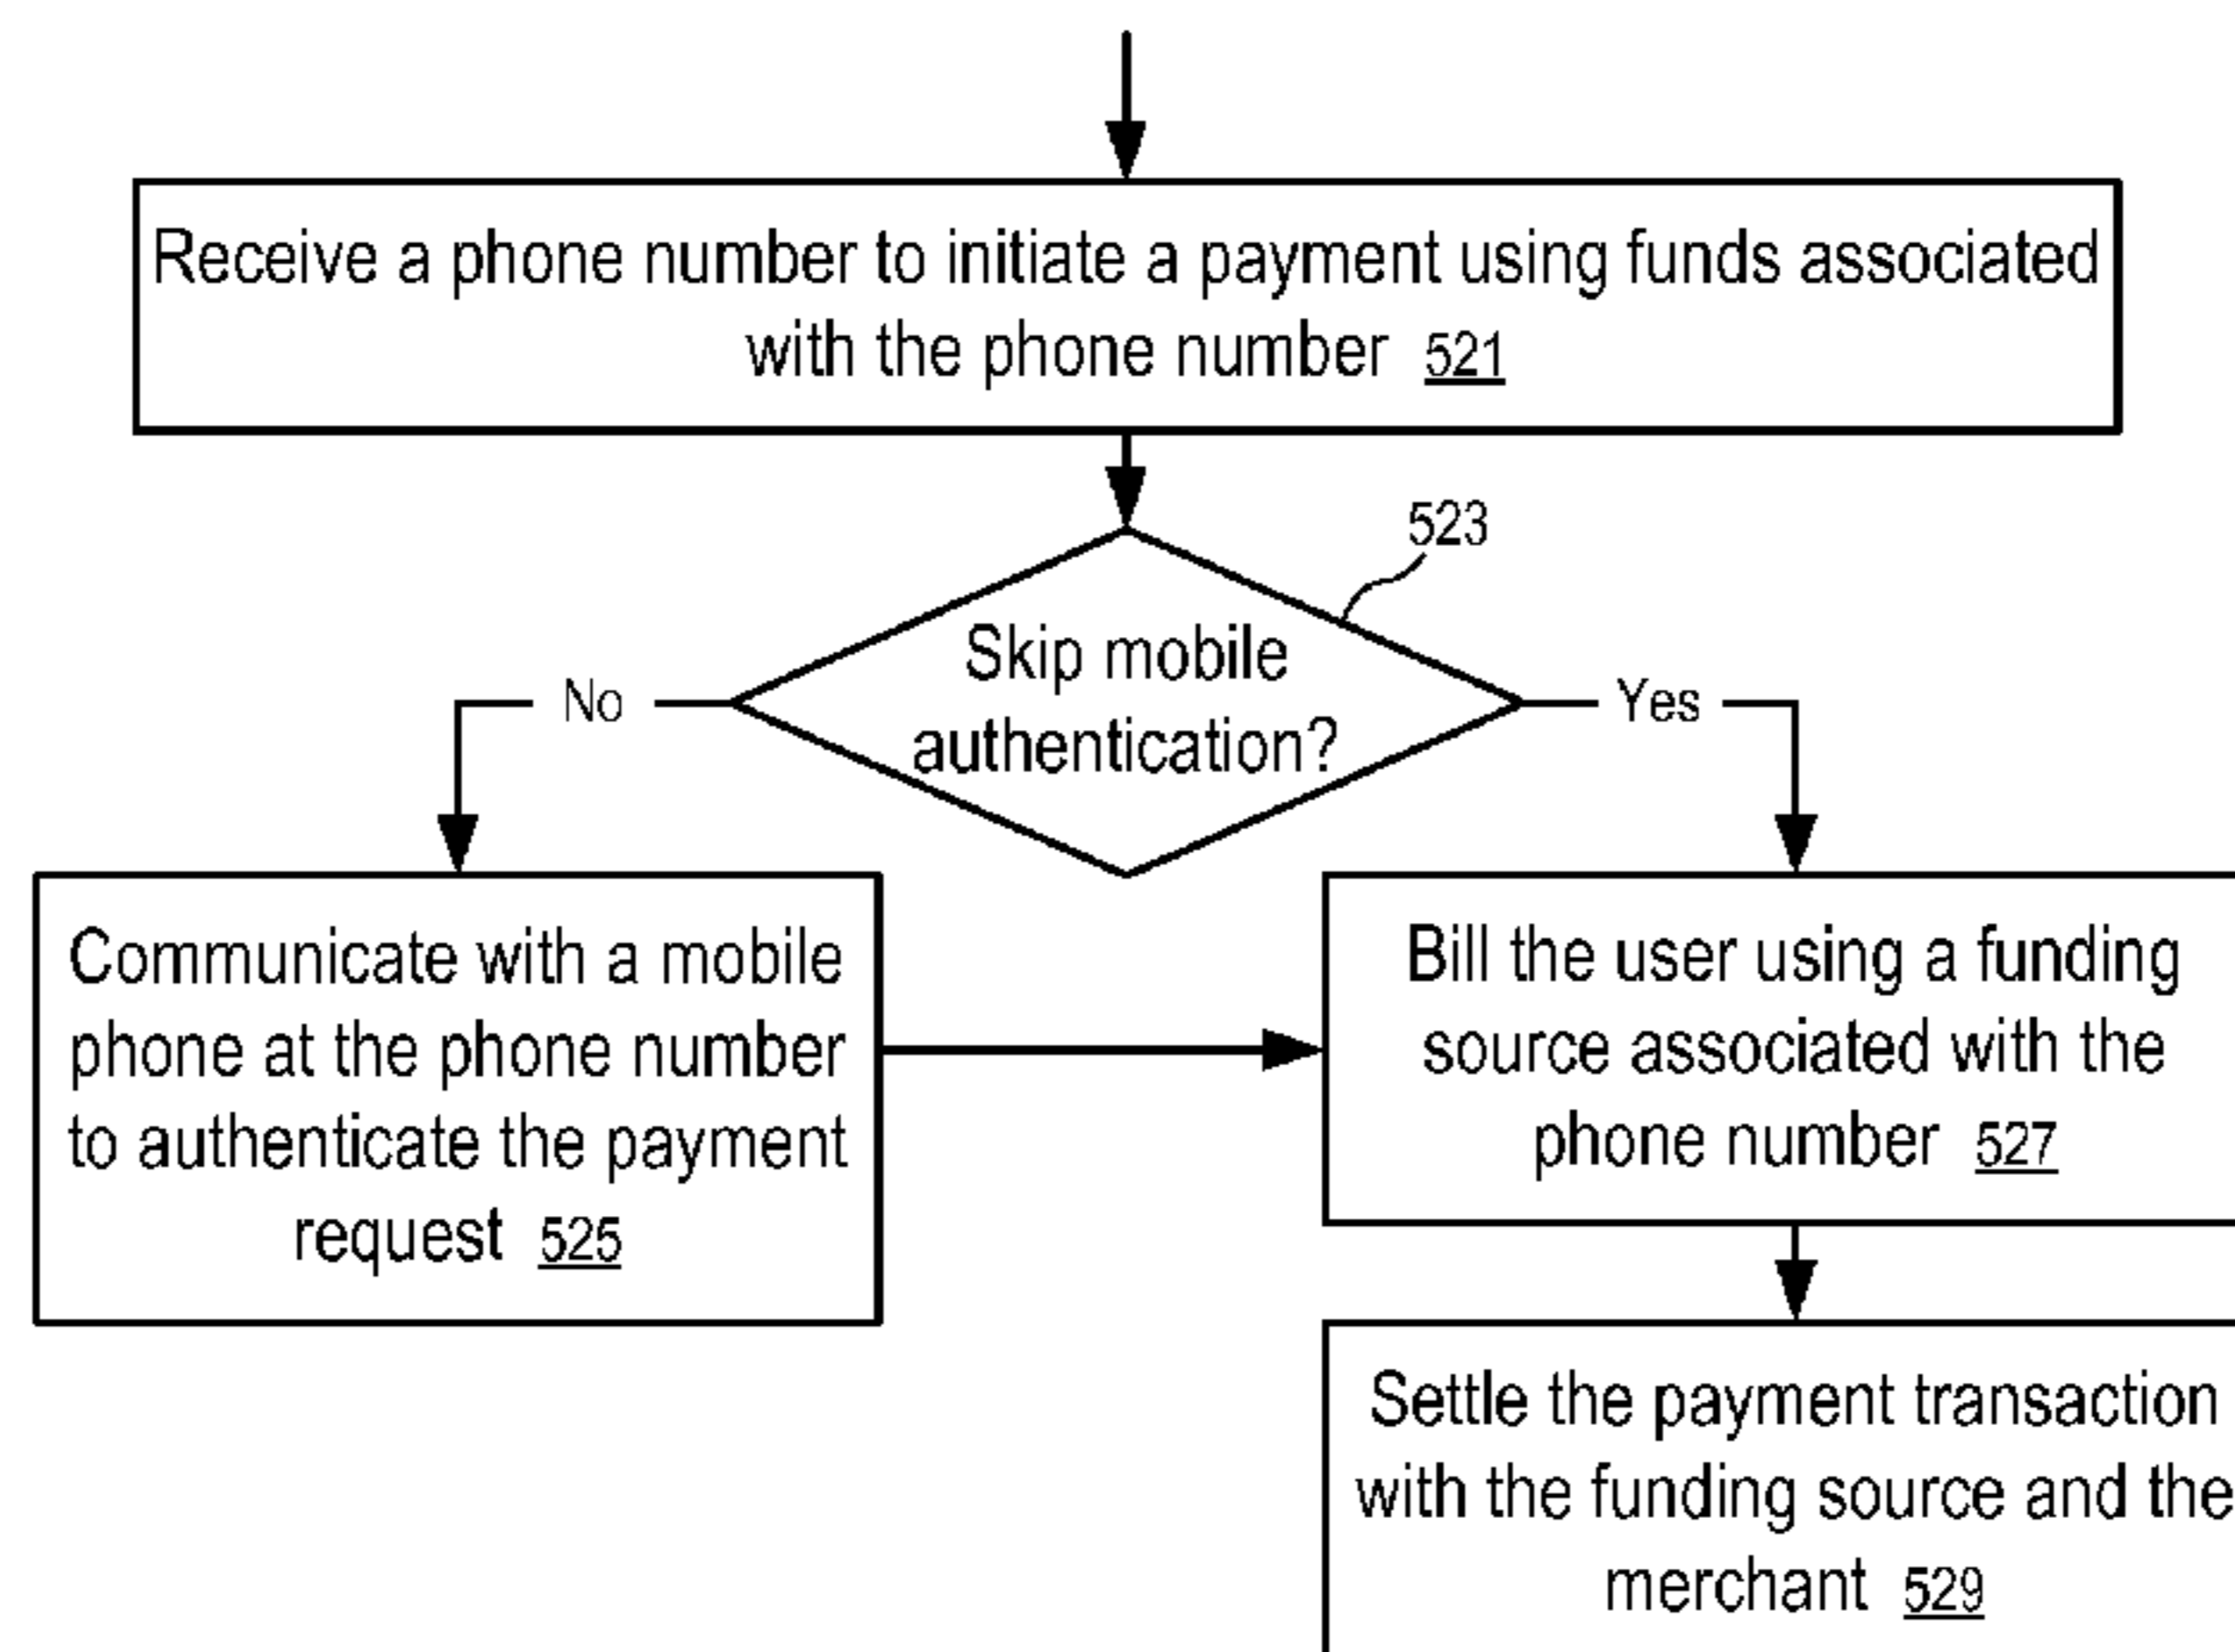 Receive a phone number to initiate a payment using funds associated
with the phone number 521
523
Skip mobile
authentication?
No
Yes
Communicate with a mobile
phone at the phone number
to authenticate the payment
request 525
Bill the user using a funding
source associated with the
phone number 527
Settle the payment transaction
with the funding source and the
merchant 529